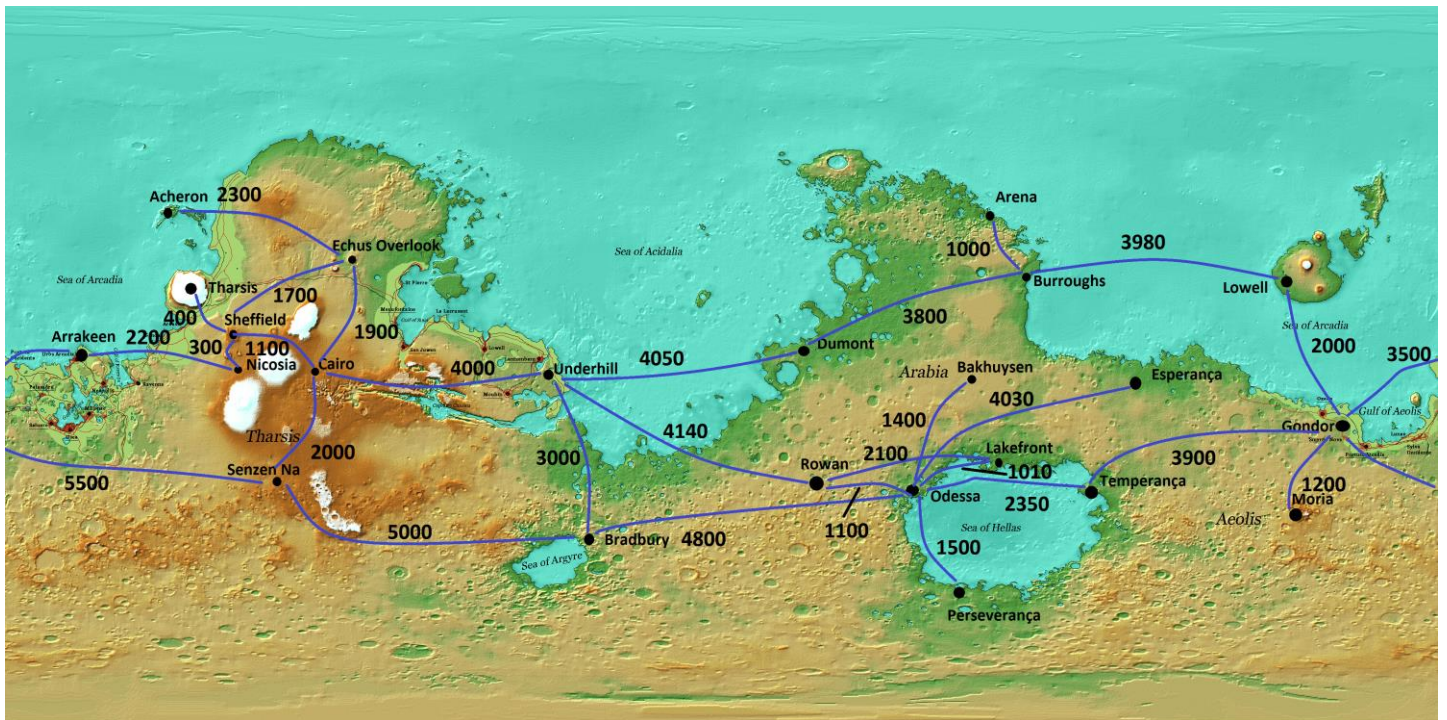 Acheron
2300
Arena
Echus Overlook
Sea of Acidalia
1000
3980
Sea of Arcadia
Tharsis
1700
Burroughs
Lowell
St Pierre
400
Sheffield
3800
Sea of Arcadia
Arrakeen
2200
300
1100
1900
Dumont
2000
3500
Nicosia
Cairo
4000
Underhill
4050
Arabia
Bakhuysen
Esperança
4030
1400
Gulf of Aeolis
Tharsis
4140
Gondor
2000
3000
2100
Lakefront
3900
Senzen Na
Rowan
1010
5500
Odessa
2350
Temperança
1200
Moria
5000
Bradbury
4800
1100
Sea of Hellas
Aeolis
Sea of Argyre
1500
Perseverança